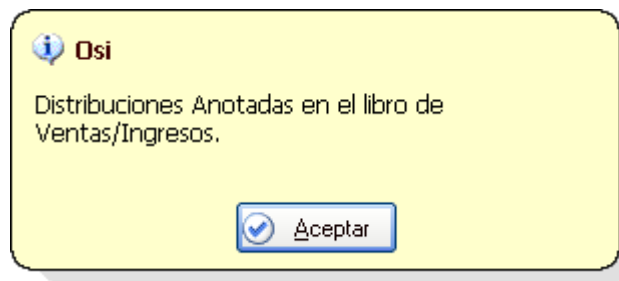 Osi
Distribuciones Anotadas en el libro de
Ventas/Ingresos.
Aceptar